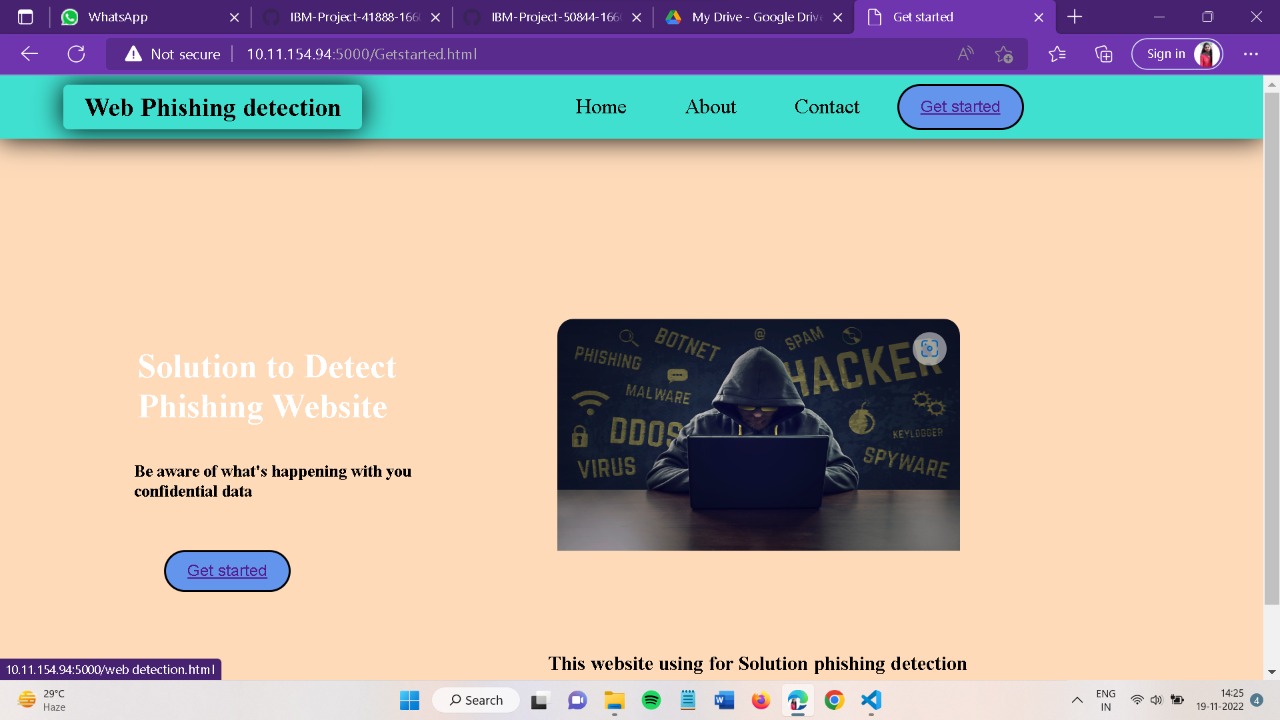 WhatsApp
IBM-Project-41888-166
IBM-Project-50844-166
My Drive - Google Drive
Get started
Not secure
10.11.154.94:5000/Getstarted.html
Sign in
Web Phishing detection
Home
About
Contact
Get started
Solution to Detect
Phishing Website
Be aware of what's happening with you
confidential data
Get started
PHISHING
BOTNET
@
SPAM
HACKER
MALWARE
DDOS
KEYLOGGER
VIRUS
SPYWARE
This website using for Solution phishing detection
10.11.154.94:5000/web detection.html
29°C
Haze
Search
ENG
IN
14:25
19-11-2022
4